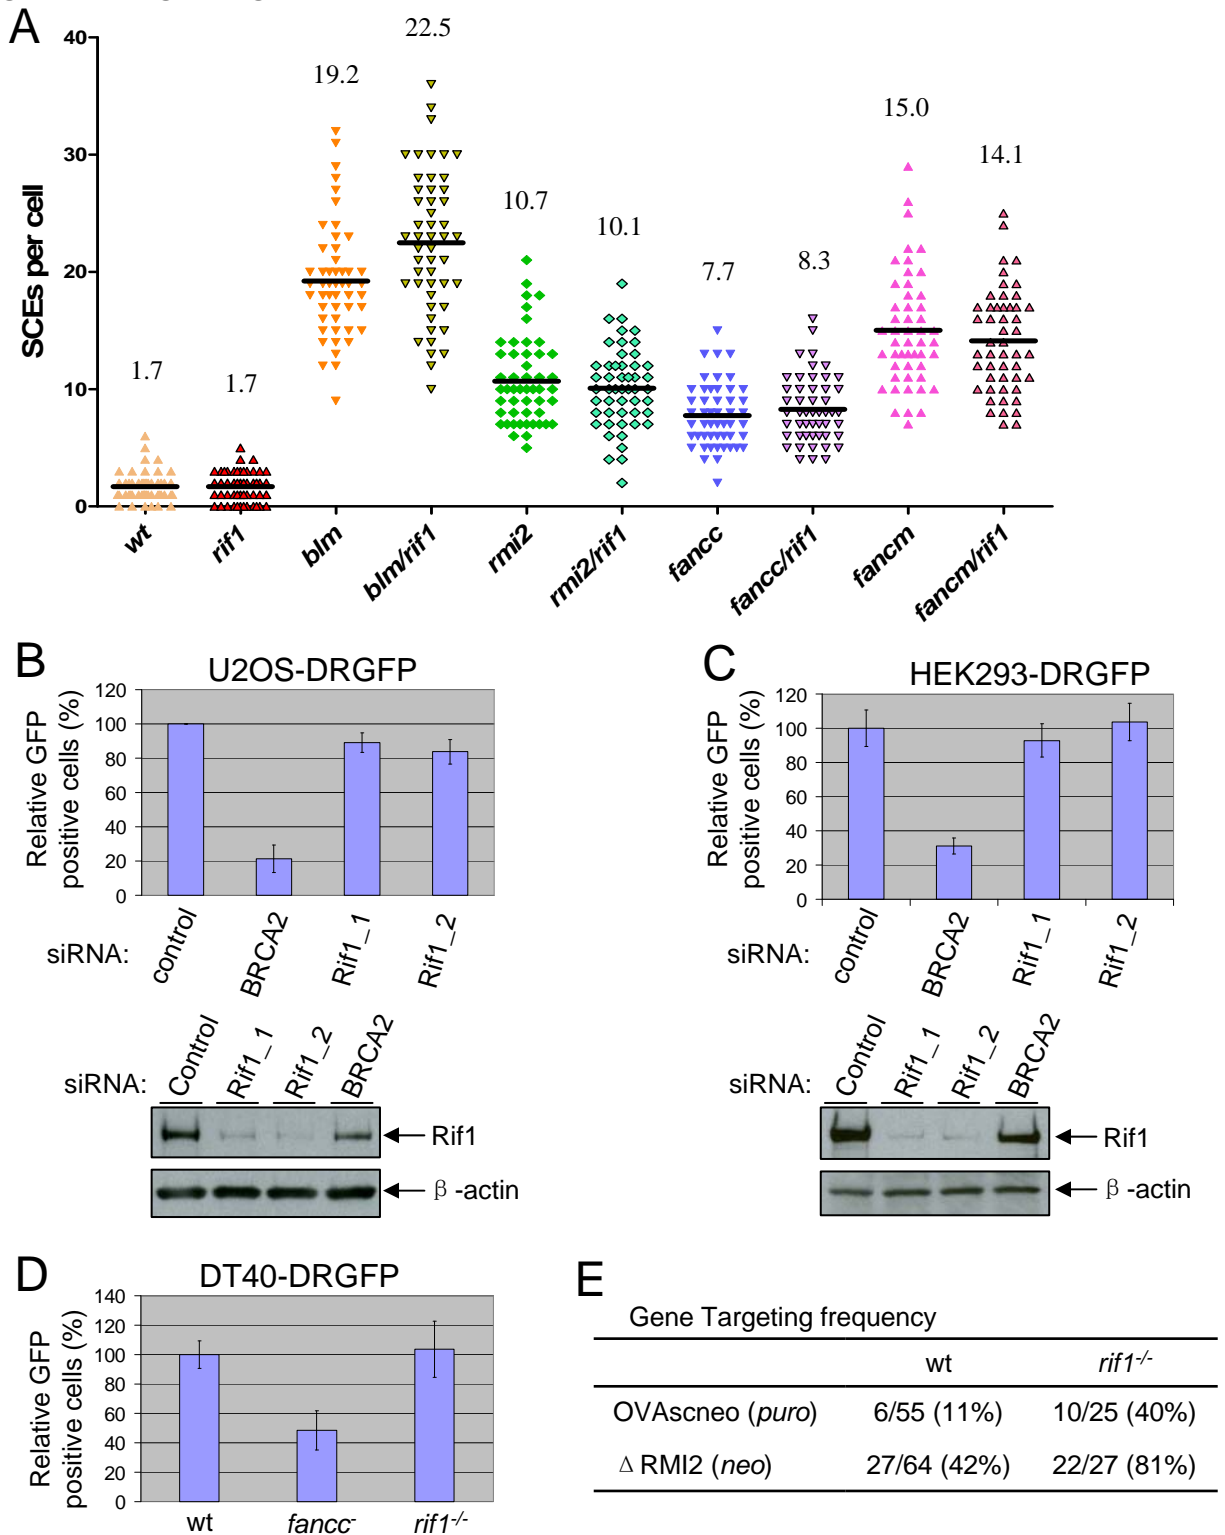 A
40
30
20
10
0
SCEs per cell
1.7
1.7
19.2
22.5
10.7
10.1
7.7
8.3
15.0
14.1
wt
rif1
blm
blm/rif1
rmi2
rmi2/rif1
fancc
fancc/rif1
fancm
fancm/rif1
B
U2OS-DRGFP
Relative GFP
positive cells (%)
120
100
80
60
40
20
0
siRNA:
control
BRCA2
Rif1_1
Rif1_2
siRNA:
Control
Rif1_1
Rif1_2
BRCA2
Rif1
β -actin
C
HEK293-DRGFP
Relative GFP
positive cells (%)
120
100
80
60
40
20
0
siRNA:
control
BRCA2
Rif1_1
Rif1_2
siRNA:
Control
Rif1_1
Rif1_2
BRCA2
Rif1
β -actin
D
DT40-DRGFP
Relative GFP
positive cells (%)
140
120
100
80
60
40
20
0
wt
fancc-
rif1-/-
E
Gene Targeting frequency
wt rif1-/-
OVAscneo (puro) 6/55 (11%) 10/25 (40%)
Δ RMI2 (neo) 27/64 (42%) 22/27 (81%)